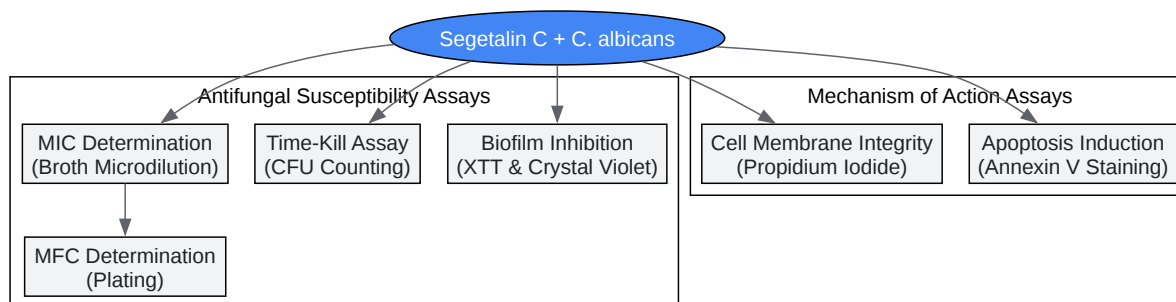 Segetalin C + C. albicans
Antifungal Susceptibility Assays
MIC Determination
(Broth Microdilution)
Time-Kill Assay
(CFU Counting)
Biofilm Inhibition
(XTT & Crystal Violet)
MFC Determination
(Plating)
Mechanism of Action Assays
Cell Membrane Integrity
(Propidium Iodide)
Apoptosis Induction
(Annexin V Staining)